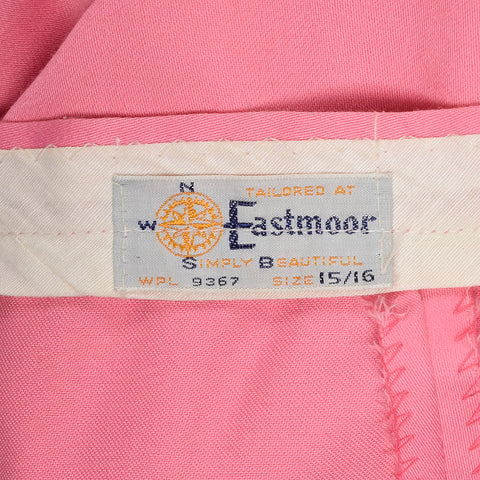 N
TAILORED AT
W Eastmoor
S SIMPLY BEAUTIFUL
WPL 9367 SIZE 15/16